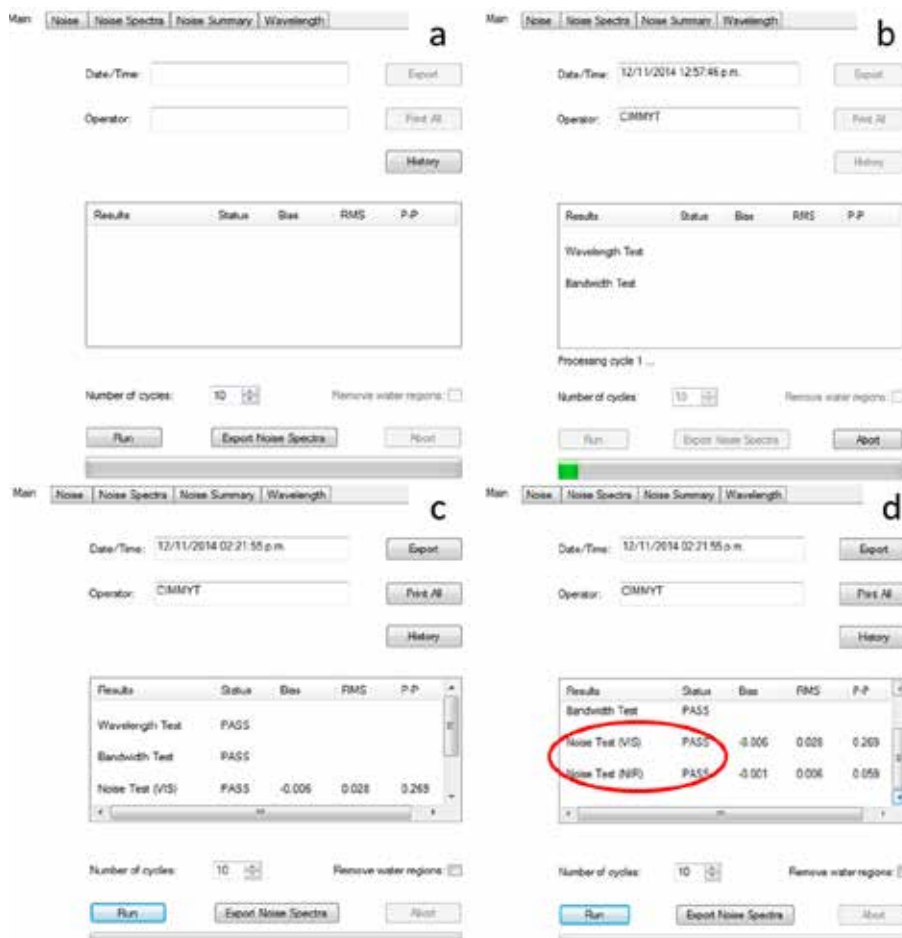 Main Noise Noise Spectra Noise Summary Wavelength
a
Date/Time: Export
Operator: Print All
History
Results Status Bias RMS P-P
Number of cycles: 10 Remove water regions:
Run Export Noise Spectra Abort
Main Noise Noise Spectra Noise Summary Wavelength
b
Date/Time: 12/11/2014 12:57:46 p.m. Export
Operator: CIMMYT Print All
History
Results Status Bias RMS P-P
Wavelength Test
Bandwidth Test
Processing cycle 1 ...
Number of cycles: 10 Remove water regions:
Run Export Noise Spectra Abort
Main Noise Noise Spectra Noise Summary Wavelength
c
Date/Time: 12/11/2014 02:21:55 p.m. Export
Operator: CIMMYT Print All
History
Results Status Bias RMS P-P
Wavelength Test PASS
Bandwidth Test PASS
Noise Test (VIS) PASS -0.006 0.028 0.269
Number of cycles: 10 Remove water regions:
Run Export Noise Spectra Abort
Main Noise Noise Spectra Noise Summary Wavelength
d
Date/Time: 12/11/2014 02:21:55 p.m. Export
Operator: CIMMYT Print All
History
Results Status Bias RMS P-P
Bandwidth Test PASS
Noise Test (VIS) PASS -0.006 0.028 0.269
Noise Test (NIR) PASS -0.001 0.006 0.059
Number of cycles: 10 Remove water regions:
Run Export Noise Spectra Abort